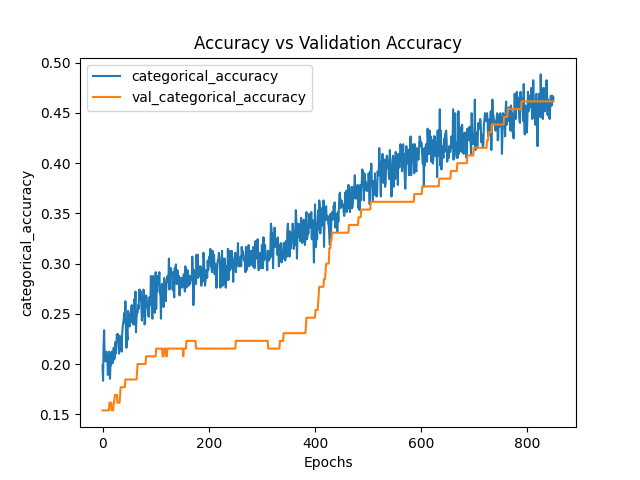 Accuracy vs Validation Accuracy
categorical_accuracy
val_categorical_accuracy
categorical_accuracy
0.50
0.45
0.40
0.35
0.30
0.25
0.20
0.15
0 200 400 600 800
Epochs